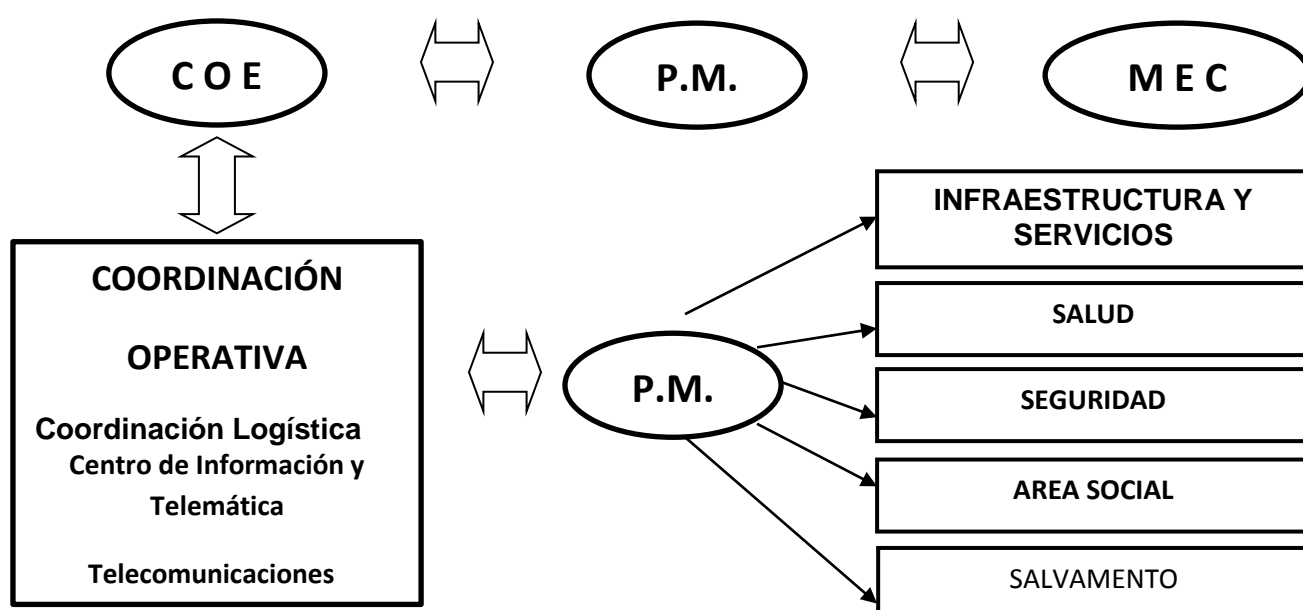 C O E
P.M.
M E C
COORDINACIÓN
OPERATIVA
Coordinación Logística
Centro de Información y
Telemática
Telecomunicaciones
P.M.
INFRAESTRUCTURA Y
SERVICIOS
SALUD
SEGURIDAD
AREA SOCIAL
SALVAMENTO